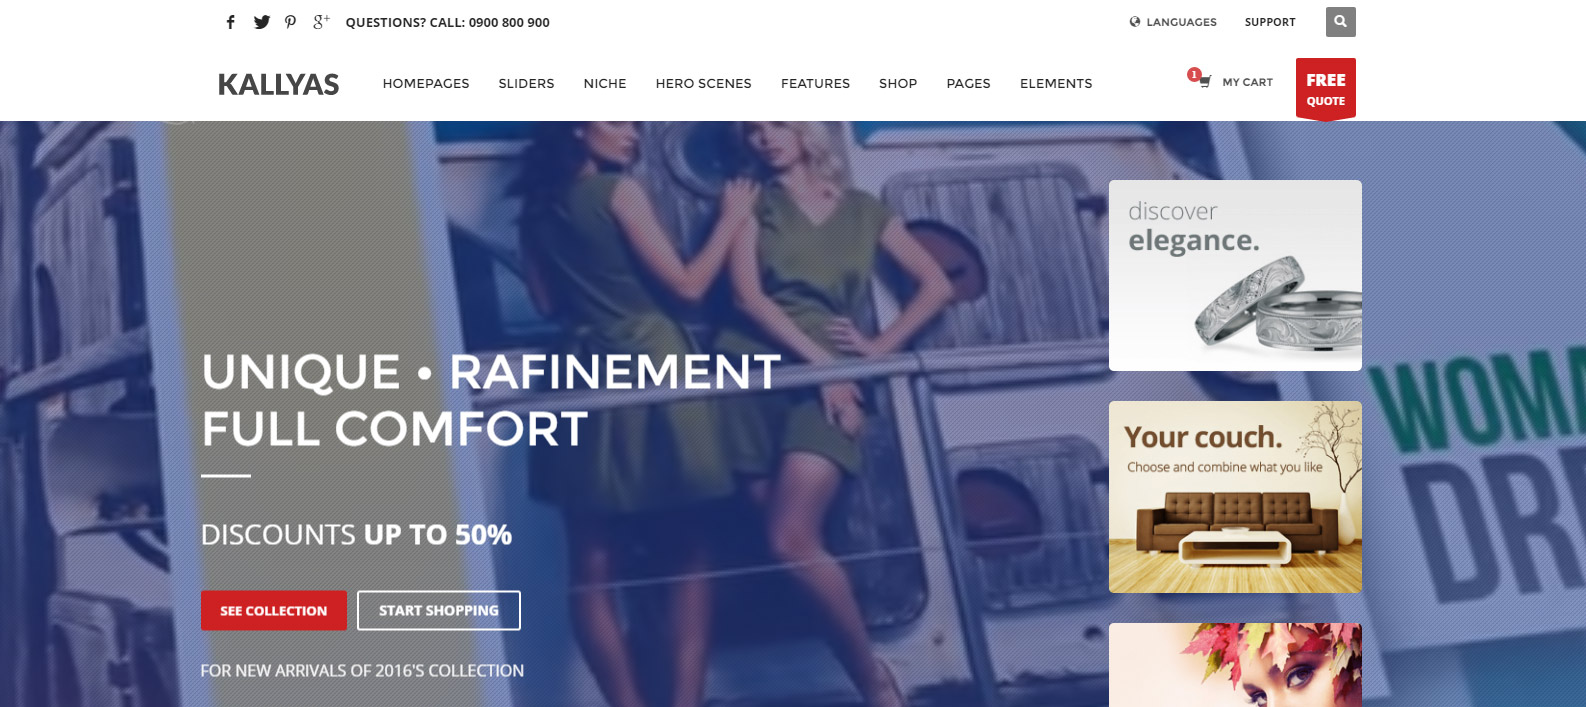 QUESTIONS? CALL: 0900 800 900
LANGUAGES
SUPPORT
KALLYAS
HOMEPAGES
SLIDERS
NICHE
HERO SCENES
FEATURES
SHOP
PAGES
ELEMENTS
1
MY CART
FREE
QUOTE
discover
elegance.
UNIQUE • RAFINEMENT
FULL COMFORT
WOMA
DRE
Your couch.
Choose and combine what you like
DISCOUNTS UP TO 50%
SEE COLLECTION
START SHOPPING
FOR NEW ARRIVALS OF 2016'S COLLECTION